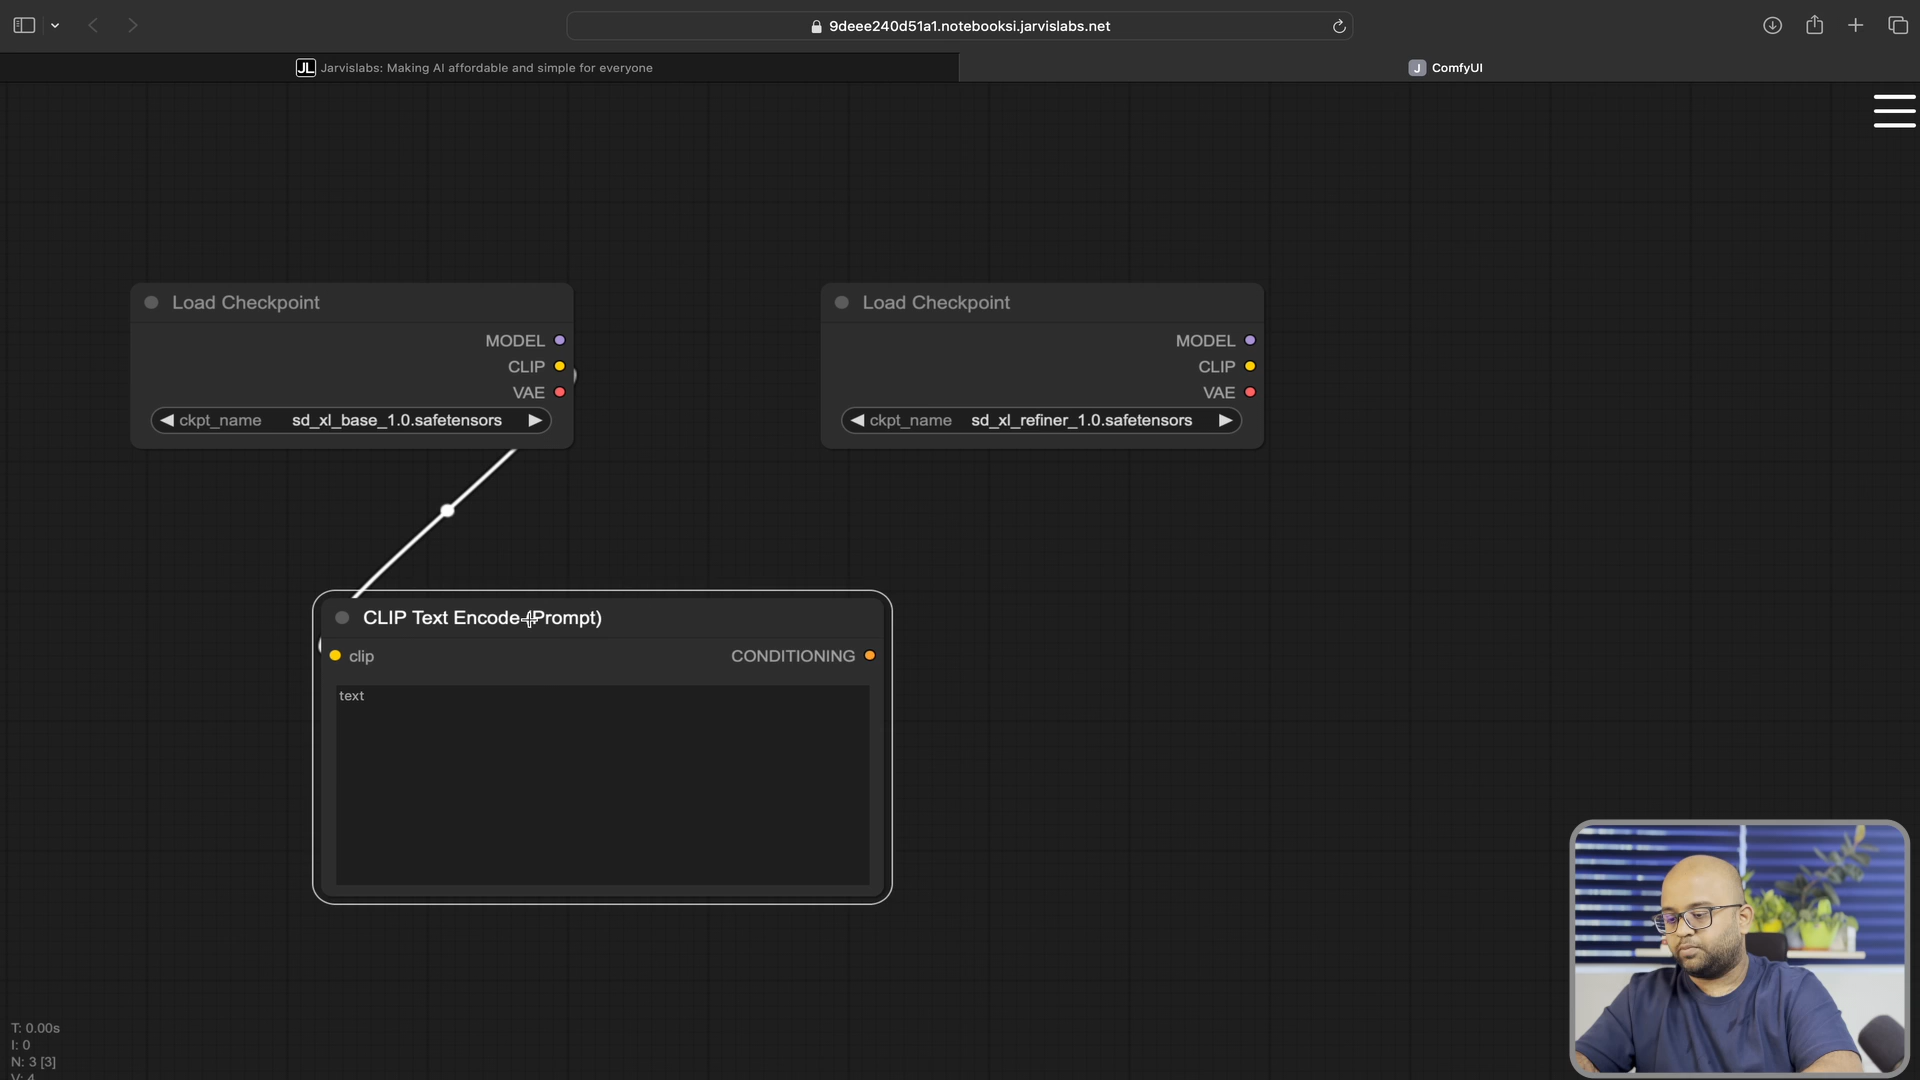 9deee240d51a1.notebooksi.jarvislabs.net
JL Jarvislabs: Making AI affordable and simple for everyone
J ComfyUI
Load Checkpoint
MODEL
CLIP
VAE
ckpt_name sd_xl_base_1.0.safetensors
Load Checkpoint
MODEL
CLIP
VAE
ckpt_name sd_xl_refiner_1.0.safetensors
CLIP Text Encode (Prompt)
clip CONDITIONING
text
T: 0.00s
I: 0
N: 3 [3]
V: 4